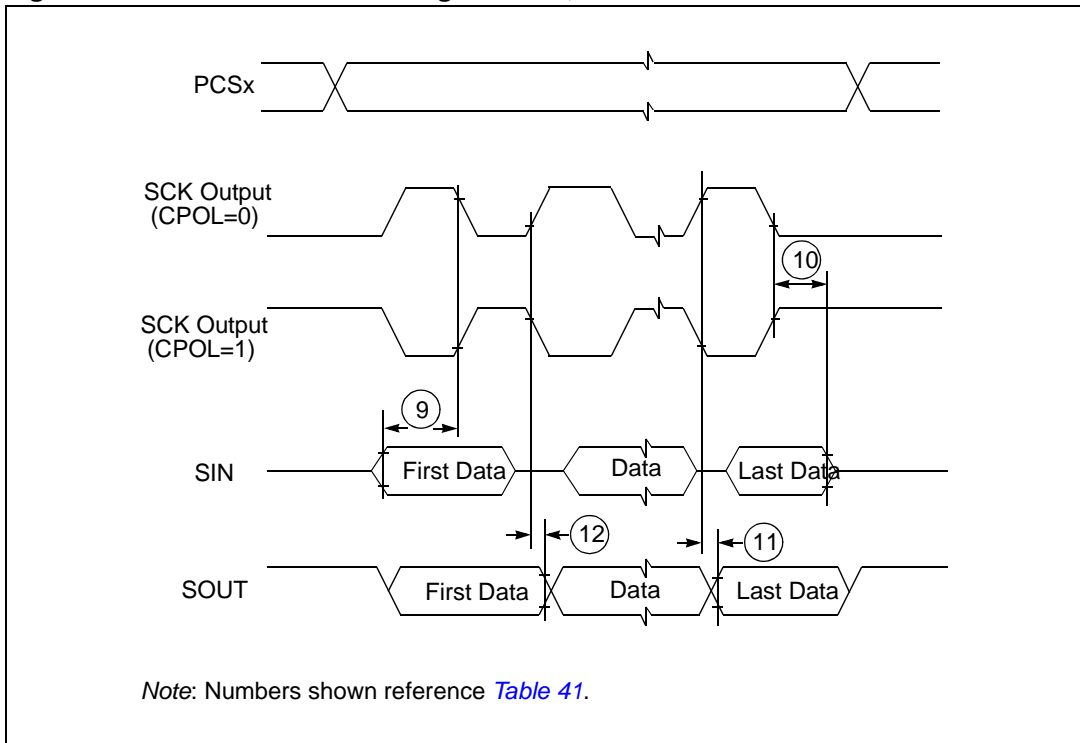 PCSx
SCK Output
(CPOL=0)
10
SCK Output
(CPOL=1)
9
SIN
First Data
Data
Last Data
12
11
SOUT
First Data
Data
Last Data
Note: Numbers shown reference Table 41.